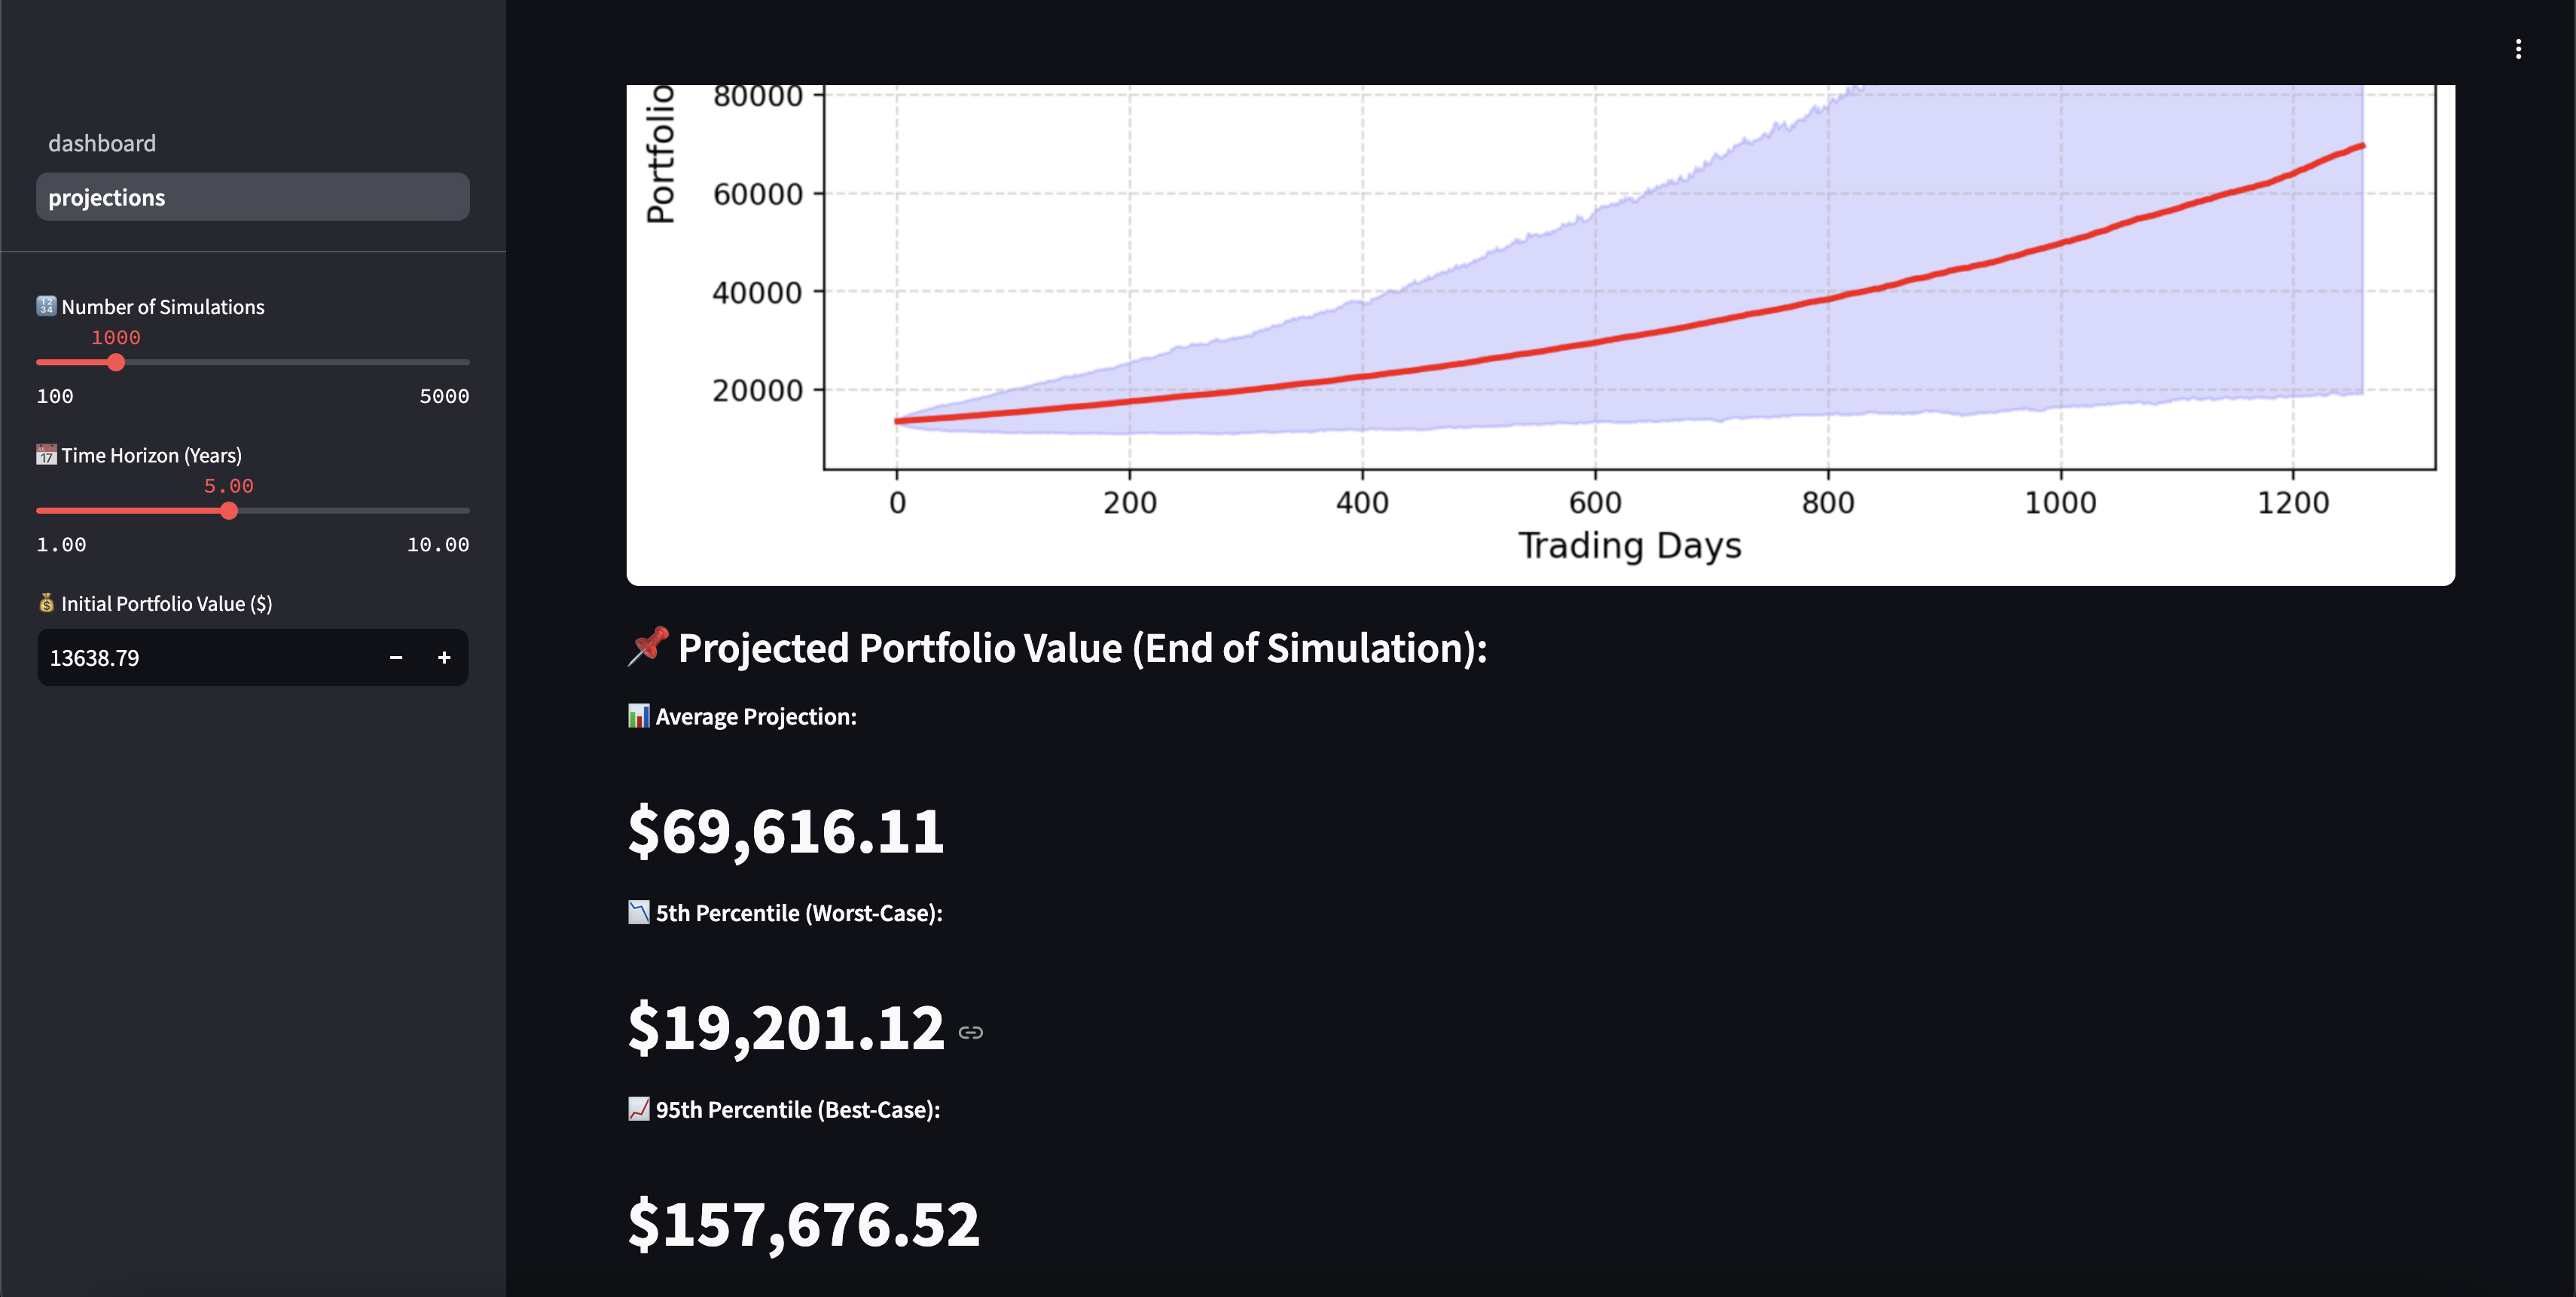 dashboard
projections
Number of Simulations
1000
100 5000
Time Horizon (Years)
5.00
1.00 10.00
Initial Portfolio Value ($)
13638.79
Portfolio
80000
60000
40000
20000
0 200 400 600 800 1000 1200
Trading Days
Projected Portfolio Value (End of Simulation):
Average Projection:
$69,616.11
5th Percentile (Worst-Case):
$19,201.12
95th Percentile (Best-Case):
$157,676.52